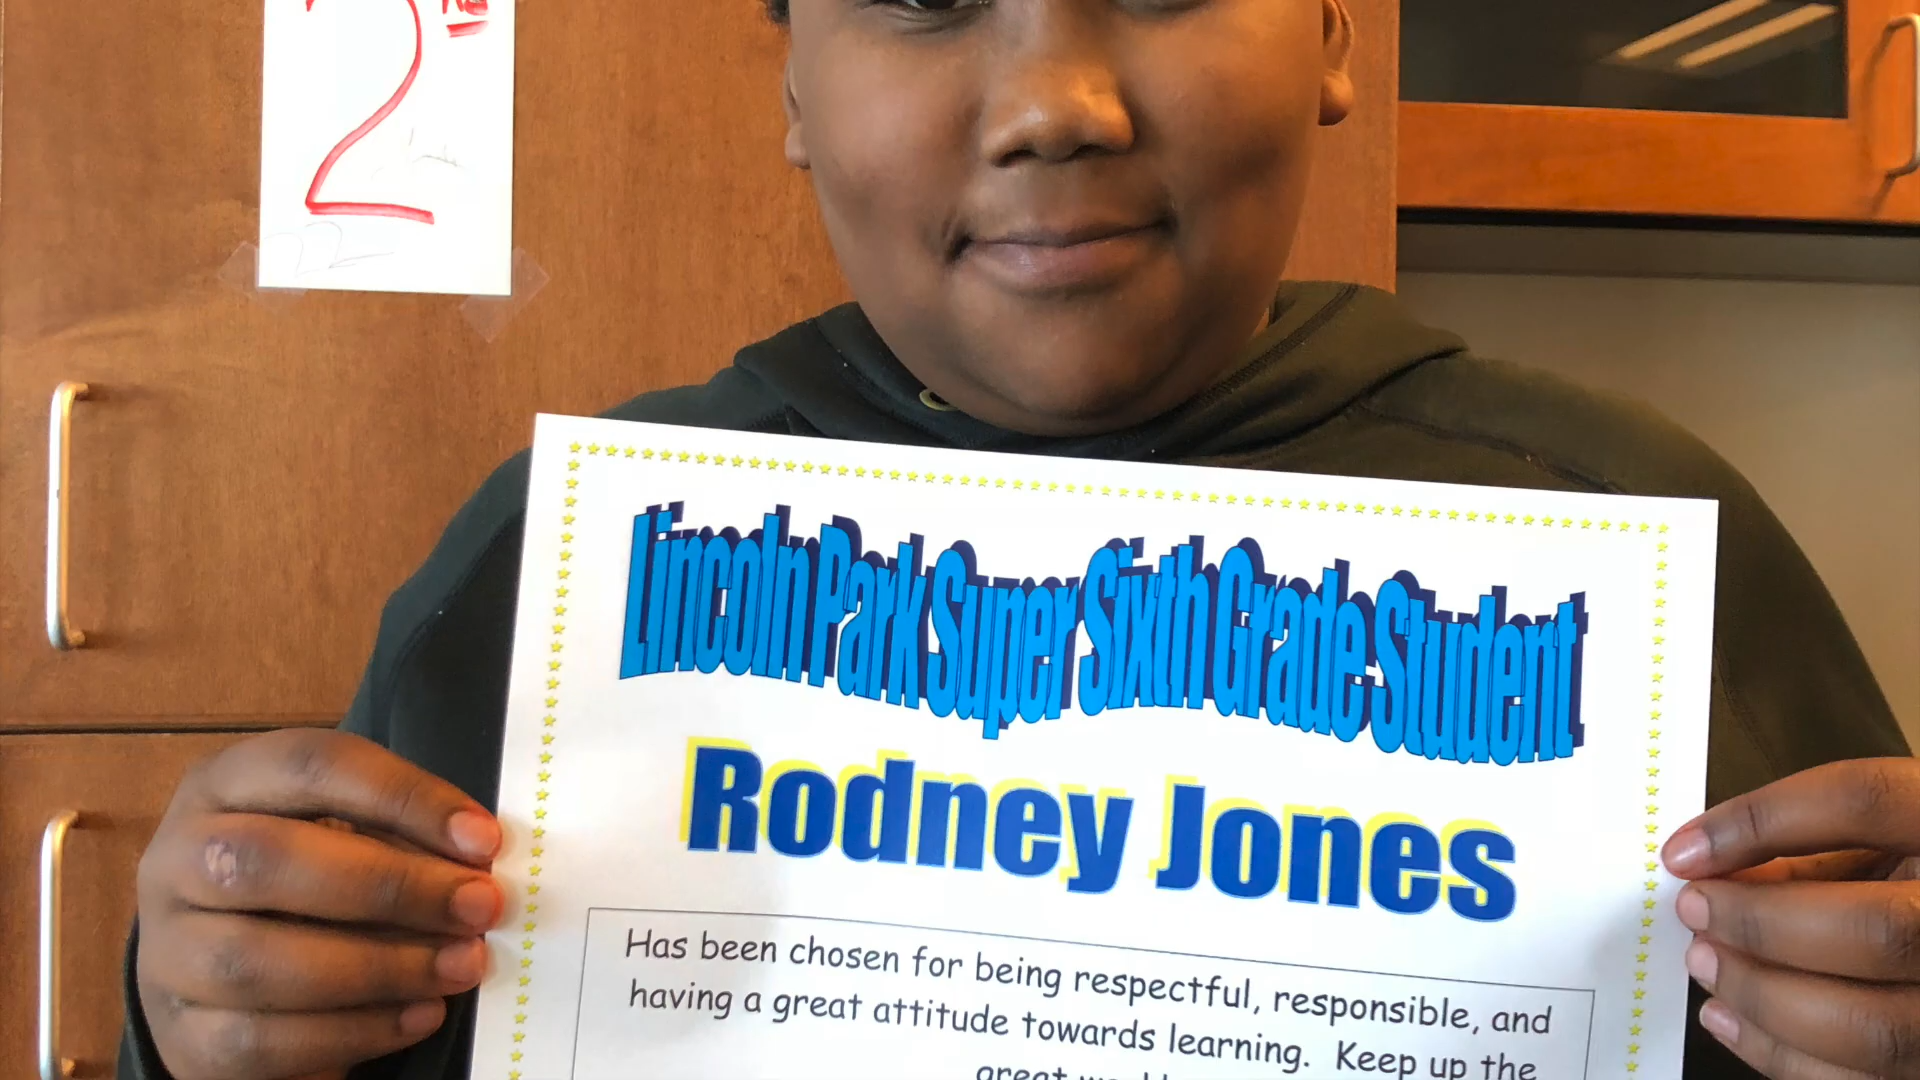 2
Lincoln Park Super Sixth Grade Student
Rodney Jones
Has been chosen for being respectful, responsible, and
having a great attitude towards learning. Keep up the
great